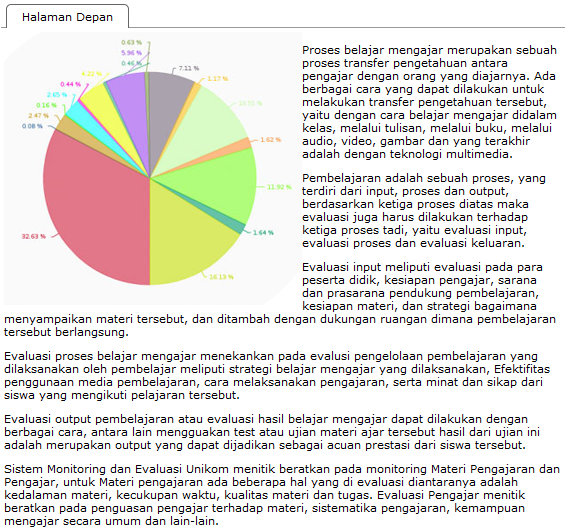 Halaman Depan
0.63 %
5.96 %
0.46 %
7.11 %
1.17 %
0.44 %
2.65 %
0.16 %
2.47 %
0.08 %
1.62 %
11.92 %
1.64 %
16.13 %
32.63 %
Proses belajar mengajar merupakan sebuah
proses transfer pengetahuan antara
pengajar dengan orang yang diajarnya. Ada
berbagai cara yang dapat dilakukan untuk
melakukan transfer pengetahuan tersebut,
yaitu dengan cara belajar mengajar didalam
kelas, melalui tulisan, melalui buku, melalui
audio, video, gambar dan yang terakhir
adalah dengan teknologi multimedia.
Pembelajaran adalah sebuah proses, yang
terdiri dari input, proses dan output,
berdasarkan ketiga proses diatas maka
evaluasi juga harus dilakukan terhadap
ketiga proses tadi, yaitu evaluasi input,
evaluasi proses dan evaluasi keluaran.
Evaluasi input meliputi evaluasi pada para
peserta didik, kesiapan pengajar, sarana
dan prasarana pendukung pembelajaran,
kesiapan materi, dan strategi bagaimana
menyampaikan materi tersebut, dan ditambah dengan dukungan ruangan dimana pembelajaran
tersebut berlangsung.
Evaluasi proses belajar mengajar menekankan pada evalusi pengelolaan pembelajaran yang
dilaksanakan oleh pembelajar meliputi strategi belajar mengajar yang dilaksanakan, Efektifitas
penggunaan media pembelajaran, cara melaksanakan pengajaran, serta minat dan sikap dari
siswa yang mengikuti pelajaran tersebut.
Evaluasi output pembelajaran atau evaluasi hasil belajar mengajar dapat dilakukan dengan
berbagai cara, antara lain mengguakan test atau ujian materi ajar tersebut hasil dari ujian ini
adalah merupakan output yang dapat dijadikan sebagai acuan prestasi dari siswa tersebut.
Sistem Monitoring dan Evaluasi Unikom menitik beratkan pada monitoring Materi Pengajaran dan
Pengajar, untuk Materi pengajaran ada beberapa hal yang di evaluasi diantaranya adalah
kedalaman materi, kecukupan waktu, kualitas materi dan tugas. Evaluasi Pengajar menitik
beratkan pada penguasan pengajar terhadap materi, sistematika pengajaran, kemampuan
mengajar secara umum dan lain-lain.